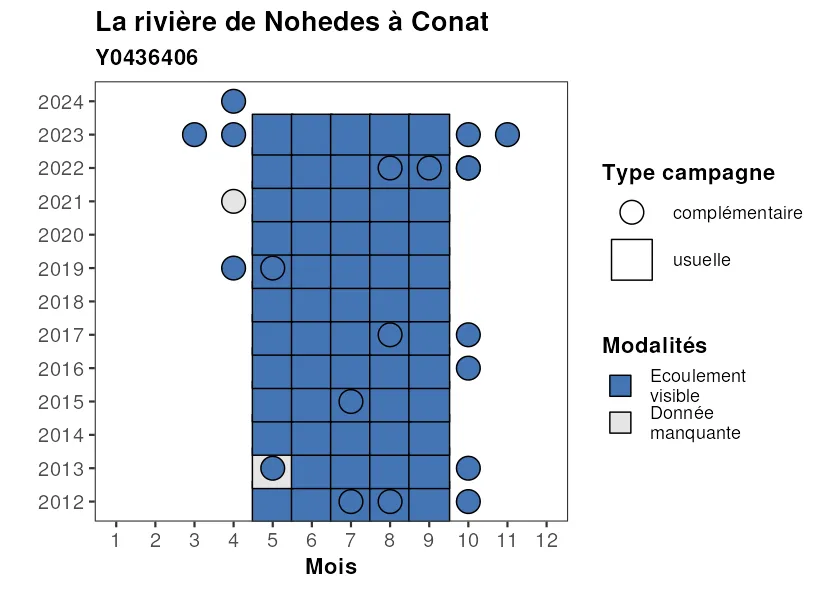 La rivière de Nohedes à Conat
Y0436406
2024
2023
2022
2021
2020
2019
2018
2017
2016
2015
2014
2013
2012
1 2 3 4 5 6 7 8 9 10 11 12
Mois
Type campagne
complémentaire
usuelle
Modalités
Ecoulement
visible
Donnée
manquante